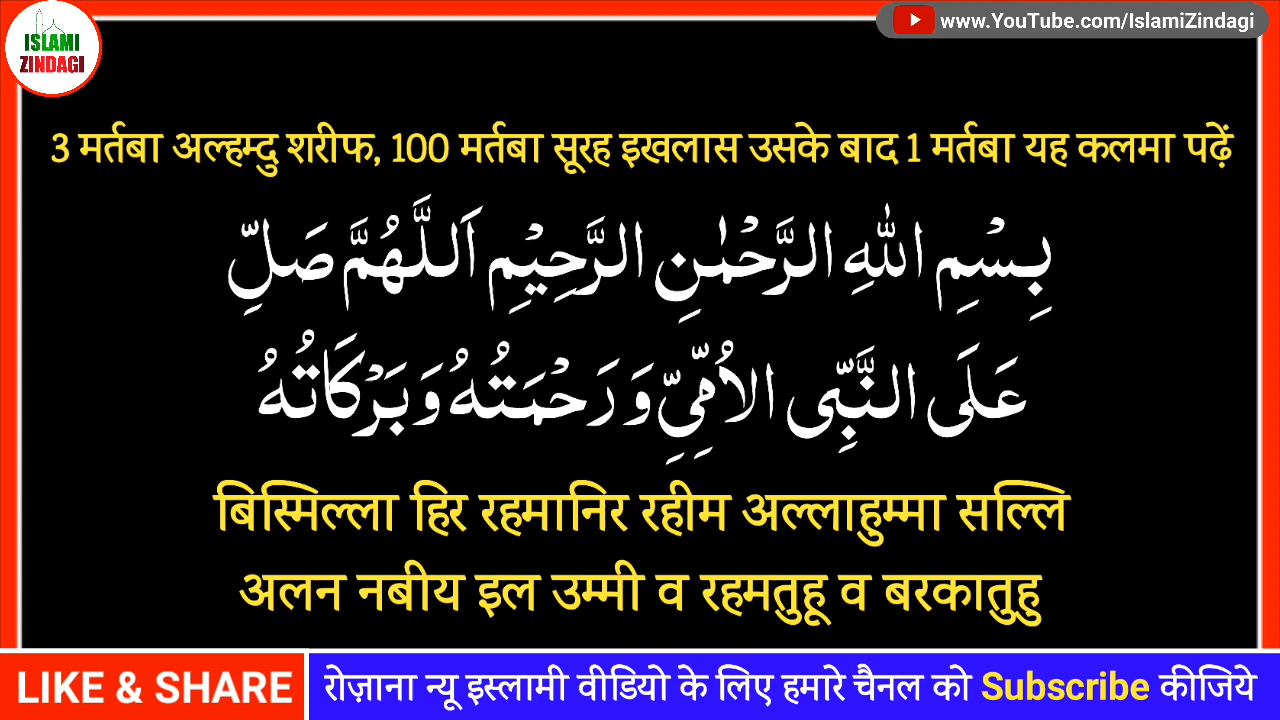 ISLAMI
ZINDAGI
www.YouTube.com/IslamiZindagi
3 मर्तबा अल्हम्दु शरीफ, 100 मर्तबा सूरह इखलास उसके बाद 1 मर्तबा यह कलमा पढ़ें
بِسْمِ اللّٰهِ الرَّحْمٰنِ الرَّحِيْمِ اَللَّهُمَّ صَلِّ
عَلَى النَّبِّىِ الاُمِّىِّ وَرَحْمَتُهُ وَبَرْكَاتُهُ
बिस्मिल्ला हिर रहमानिर रहीम अल्लाहुम्मा सल्लि
अलन नबीय इल उम्मी व रहमतुहू व बरकातुहु
LIKE & SHARE
रोज़ाना न्यू इस्लामी वीडियो के लिए हमारे चैनल को Subscribe कीजिये